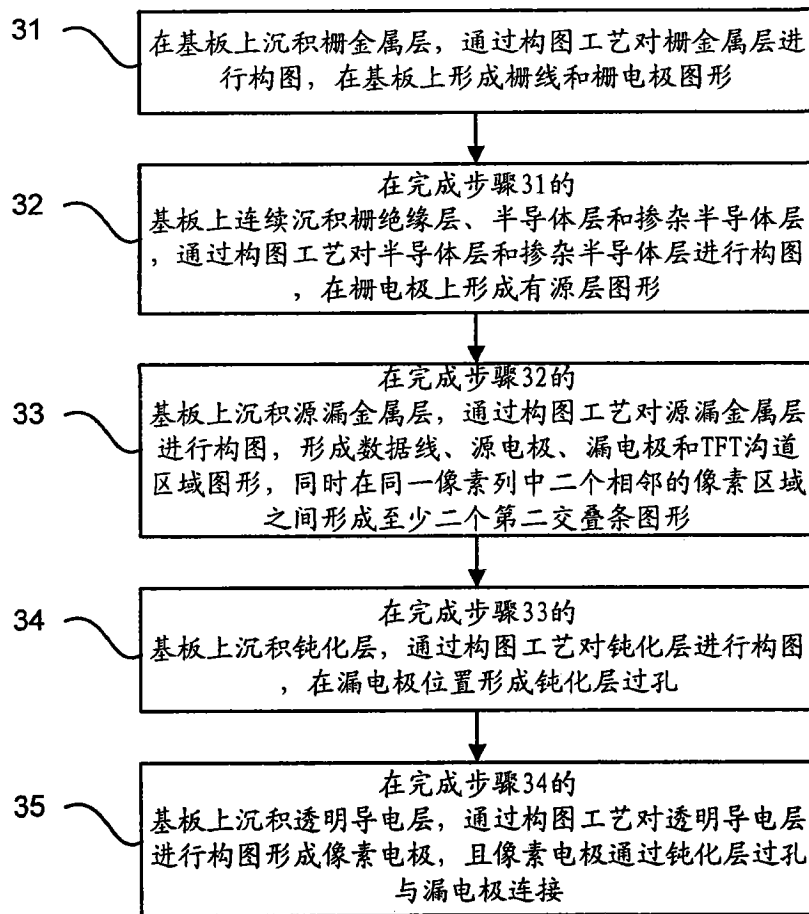 31
在基板上沉积栅金属层，通过构图工艺对栅金属层进
行构图，在基板上形成栅线和栅电极图形
32
在完成步骤31的
基板上连续沉积栅绝缘层、半导体层和掺杂半导体层
，通过构图工艺对半导体层和掺杂半导体层进行构图
，在栅电极上形成有源层图形
33
在完成步骤32的
基板上沉积源漏金属层，通过构图工艺对源漏金属层
进行构图，形成数据线、源电极、漏电极和TFT沟道
区域图形，同时在同一像素列中二个相邻的像素区域
之间形成至少二个第二交叠条图形
34
在完成步骤33的
基板上沉积钝化层，通过构图工艺对钝化层进行构图
，在漏电极位置形成钝化层过孔
35
在完成步骤34的
基板上沉积透明导电层，通过构图工艺对透明导电层
进行构图形成像素电极，且像素电极通过钝化层过孔
与漏电极连接